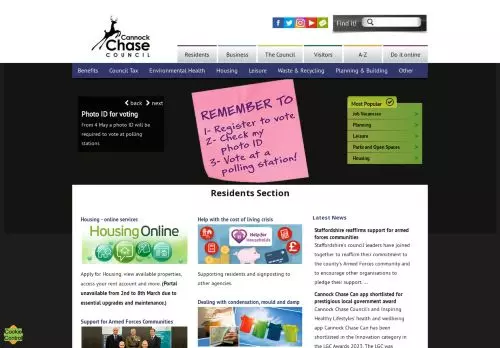 Cannock
Chase
COUNCIL
Find it!
Residents
Business
The Council
Visitors
A-Z
Do it online
Benefits
Council Tax
Environmental Health
Housing
Leisure
Waste & Recycling
Planning & Building
Other
back
next
Photo ID for voting
From 4 May a photo ID will
be required to vote at polling
stations
REMEMBER TO
1- Register to vote
2- Check my
photo ID
3- Vote at a
polling station!
Most Popular
Job Vacancies
Planning
Leisure
Parks and Open Spaces
Housing
Residents Section
Housing - online services
Housing Online
Apply for Housing, view available properties,
access your rent account and more. (Portal
unavailable from 2nd to 8th March due to
essential upgrades and maintenance.)
Support for Armed Forces Communities
Help with the cost of living crisis
Help for
Households
Supporting residents and signposting to
other agencies.
Dealing with condensation, mould and damp
Latest News
Staffordshire reaffirms support for armed
forces communities
Staffordshire's council leaders have joined
together to reaffirm their commitment to
the county's Armed Forces community and
to encourage other organisations to
pledge their support. ...
Cannock Chase Can app shortlisted for
prestigious local government award
Cannock Chase Council's and Inspiring
Healthy Lifestyles' health and wellbeing
app Cannock Chase Can has been
shortlisted in the Innovation category in
the LGC Awards 2023. The LGC was
Cookie
Control